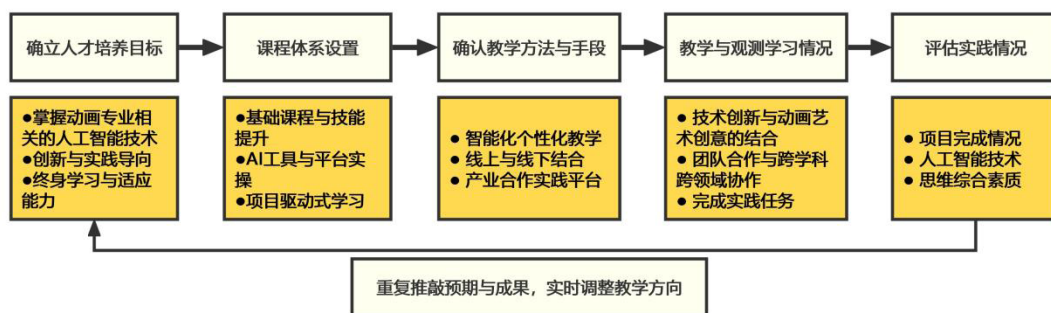 确立人才培养目标
课程体系设置
确认教学方法与手段
教学与观测学习情况
评估实践情况
●掌握动画专业相
关的人工智能技术
●创新与实践导向
●终身学习与适应
能力
●基础课程与技能
提升
●AI工具与平台实
操
●项目驱动式学习
● 智能化个性化教学
● 线上与线下结合
● 产业合作实践平台
● 技术创新与动画艺
术创意的结合
● 团队合作与跨学科
跨领域协作
● 完成实践任务
● 项目完成情况
● 人工智能技术
● 思维综合素质
重复推敲预期与成果，实时调整教学方向